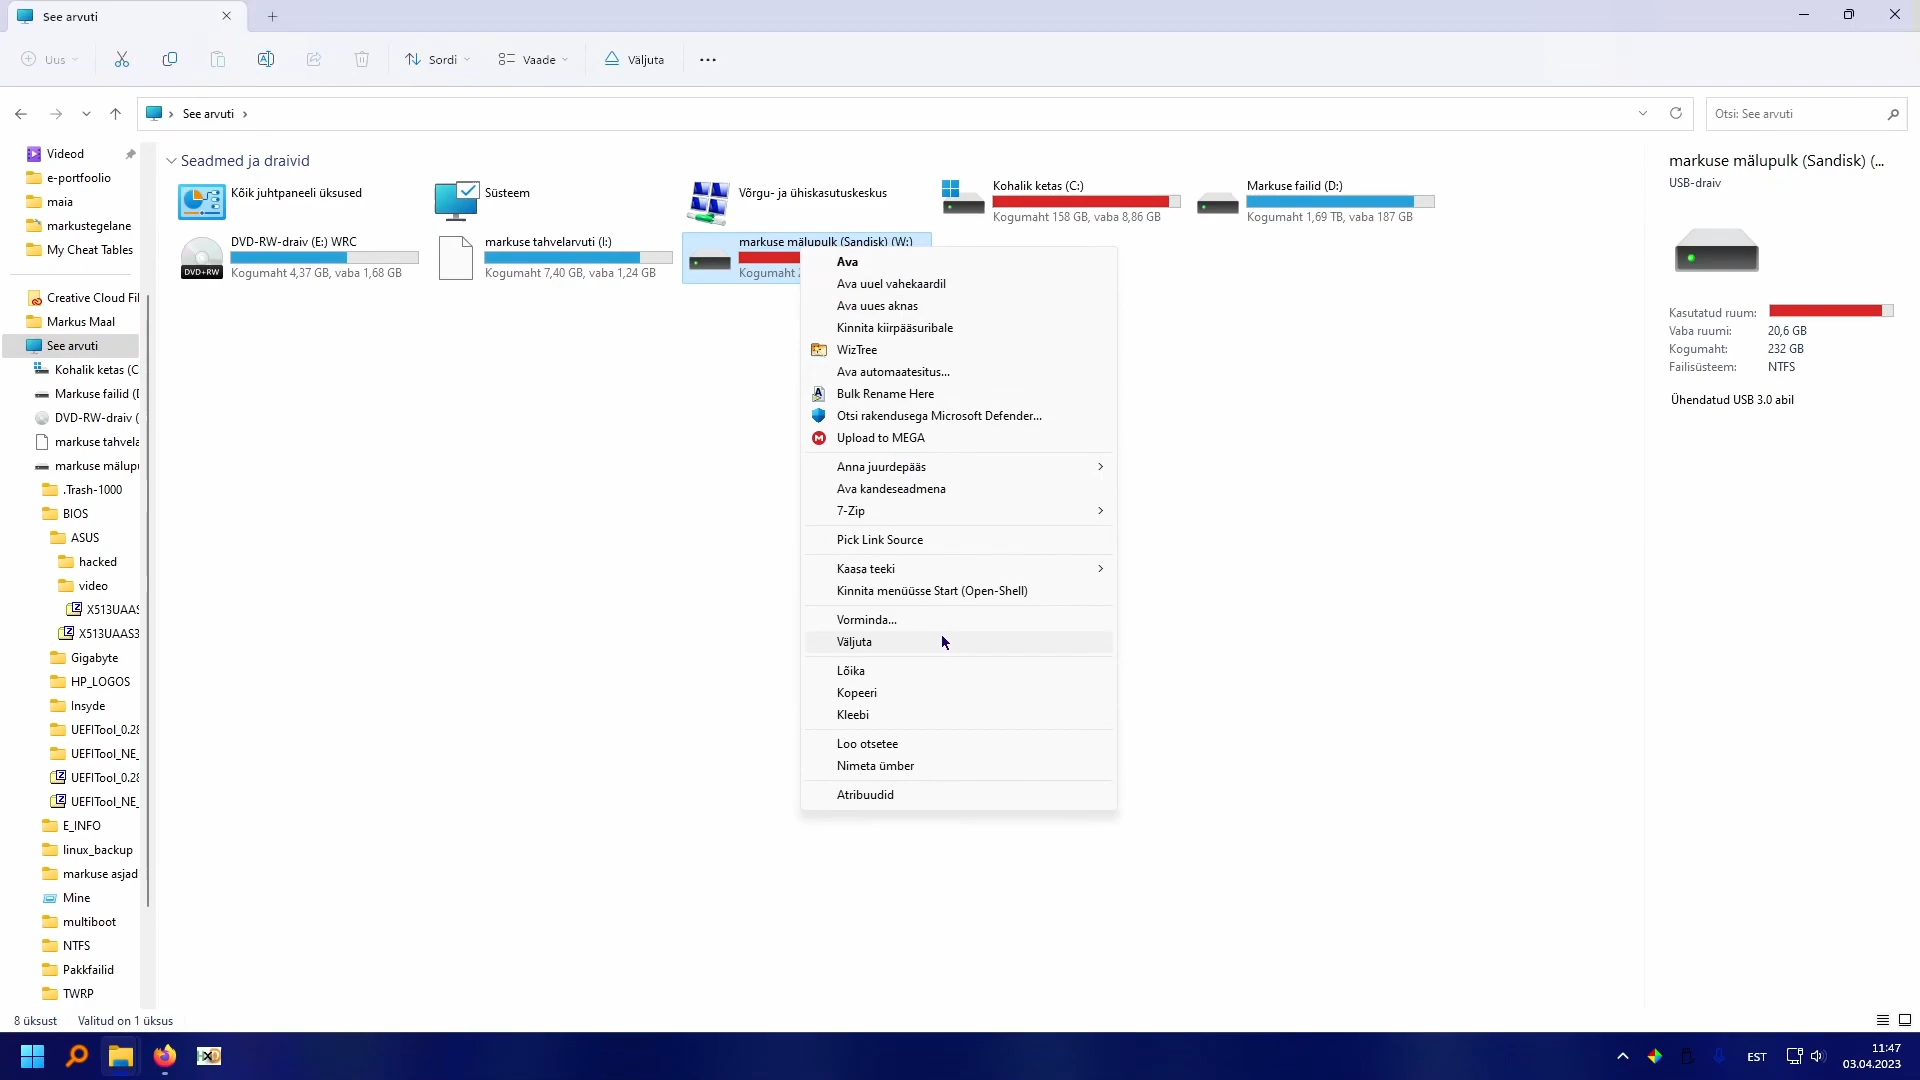 See arvuti
Uus
Sordi
Vaade
Väljuta
See arvuti
Otsi: See arvuti
Videod
e-portfoolio
maia
markustegelane
My Cheat Tables
Creative Cloud Fil
Markus Maal
See arvuti
Kohalik ketas (C
Markuse failid (D
DVD-RW-draiv (
markuse tahvela
markuse mälupu
.Trash-1000
BIOS
ASUS
hacked
video
X513UAAS
X513UAAS3
Gigabyte
HP_LOGOS
Insyde
UEFITool_0.28
UEFITool_NE_
UEFITool_0.28
UEFITool_NE_
E_INFO
linux_backup
markuse asjad
Mine
multiboot
NTFS
Pakkfailid
TWRP
Seadmed ja draivid
Kõik juhtpaneeli üksused
Süsteem
Võrgu- ja ühiskasutuskeskus
Kohalik ketas (C:)
Kogumaht 158 GB, vaba 8,86 GB
Markuse failid (D:)
Kogumaht 1,69 TB, vaba 187 GB
DVD+RW
DVD-RW-draiv (E:) WRC
Kogumaht 4,37 GB, vaba 1,68 GB
markuse tahvelarvuti (I:)
Kogumaht 7,40 GB, vaba 1,24 GB
markuse mälupulk (Sandisk) (W:)
Kogumaht 2
Ava
Ava uuel vahekaardil
Ava uues aknas
Kinnita kiirpääsuribale
WizTree
Ava automaatesitus...
Bulk Rename Here
Otsi rakendusega Microsoft Defender...
Upload to MEGA
Anna juurdepääs
Ava kandeseadmena
7-Zip
Pick Link Source
Kaasa teeki
Kinnita menüüsse Start (Open-Shell)
Vorminda...
Väljuta
Lõika
Kopeeri
Kleebi
Loo otsetee
Nimeta ümber
Atribuudid
markuse mälupulk (Sandisk) (...
USB-draiv
Kasutatud ruum:
Vaba ruumi: 20,6 GB
Kogumaht: 232 GB
Failisüsteem: NTFS
Ühendatud USB 3.0 abil
8 üksust Valitud on 1 üksus
EST
11:47
03.04.2023